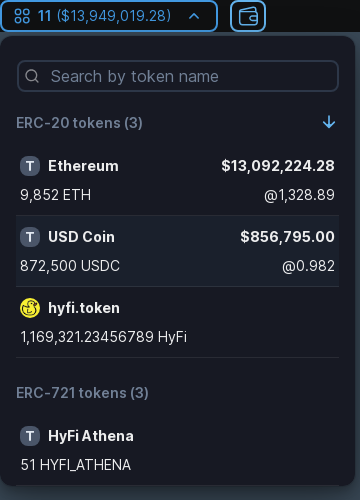 11 ($13,949,019.28)
Search by token name
ERC-20 tokens (3)
T Ethereum $13,092,224.28
9,852 ETH @1,328.89
T USD Coin $856,795.00
872,500 USDC @0.982
hyfi.token
1,169,321.23456789 HyFi
ERC-721 tokens (3)
T HyFi Athena
51 HYFI_ATHENA